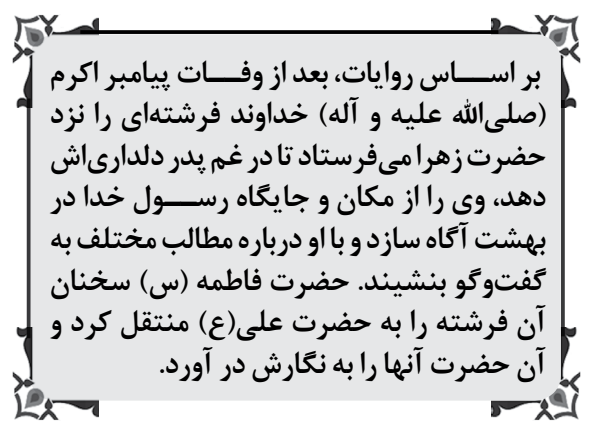 بر اساس روایات، بعد از وفات پیامبر اکرم
(صلی‌الله علیه و آله) خداوند فرشته‌ای را نزد
حضرت زهرا می‌فرستاد تا در غم پدر دلداری‌اش
دهد، وی را از مکان و جایگاه رسول خدا در
بهشت آگاه سازد و با او درباره مطالب مختلف به
گفت‌وگو بنشیند. حضرت فاطمه (س) سخنان
آن فرشته را به حضرت علی(ع) منتقل کرد و
آن حضرت آنها را به نگارش در آورد.